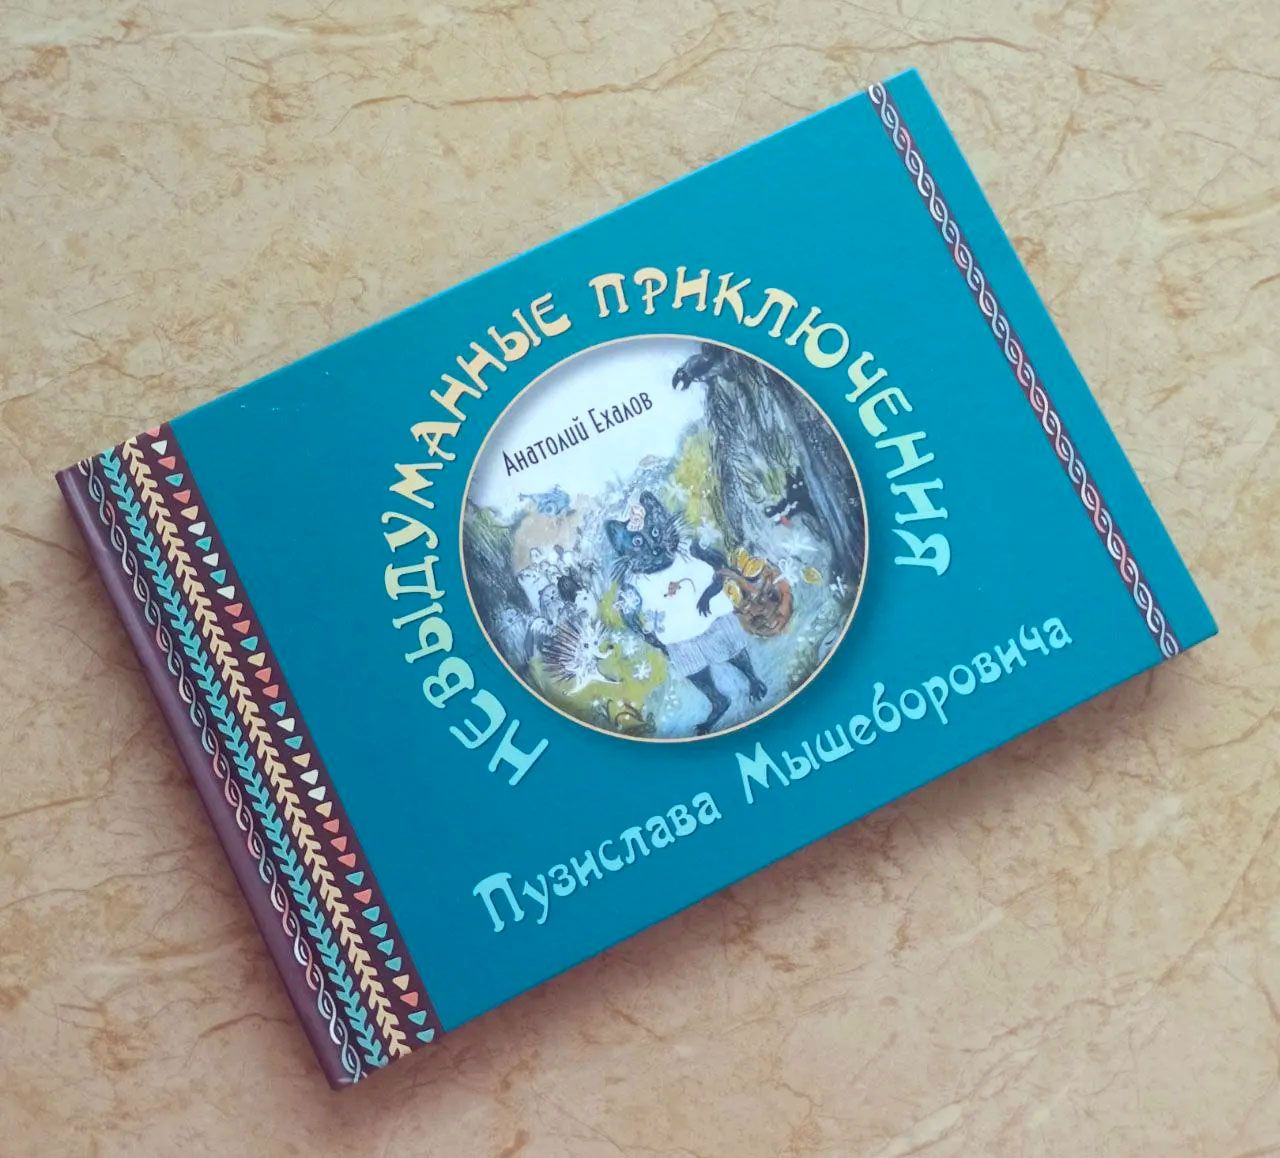 НЕВЫДУМАННЫЕ ПРИКЛЮЧЕНИЯ
Анатолий Ехалов
Пузислава Мышеборовича